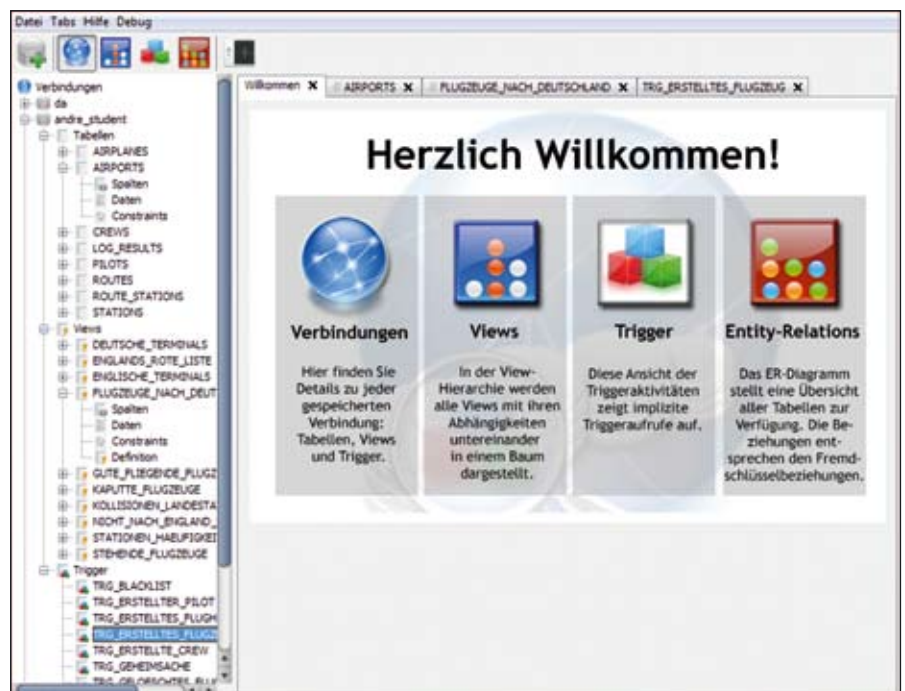 Datei Tabs Hilfe Debug
Verbindungen
da
andre_student
Tabellen
AIRPLANES
AIRPORTS
Spalten
Daten
Constraints
CREWS
LOG_RESULTS
PILOTS
ROUTES
ROUTE_STATIONS
STATIONS
Views
DEUTSCHE_TERMINALS
ENGLANDS_ROTE_LISTE
ENGLISCHE_TERMINALS
FLUGZEUGE_NACH_DEUT
Spalten
Daten
Constraints
Definition
GUTE_FLIEGENDE_FLUGZ
KAPUTTE_FLUGZEUGE
KOLLISIONEN_LANDESTA
NICHT_NACH_ENGLAND_
STATIONEN_HAEUFIGKEI
STEHENDE_FLUGZEUGE
Trigger
TRG_BLACKLIST
TRG_ERSTELLTER_PILOT
TRG_ERSTELLTES_FLUGH
TRG_ERSTELLTES_FLUGZ
TRG_ERSTELLTE_CREW
TRG_GEHEIMSACHE
TRG_GELOESCHTES_FLU
Willkommen AIRPORTS FLUGZEUGE_NACH_DEUTSCHLAND TRG_ERSTELLTES_FLUGZEUG
Herzlich Willkommen!
Verbindungen
Hier finden Sie
Details zu jeder
gespeicherten
Verbindung:
Tabellen, Views
und Trigger.
Views
In der View-
Hierarchie werden
alle Views mit ihren
Abhängigkeiten
untereinander
in einem Baum
dargestellt.
Trigger
Diese Ansicht der
Triggeraktivitäten
zeigt implizite
Triggeraufrufe auf.
Entity-Relations
Das ER-Diagramm
stellt eine Übersicht
aller Tabellen zur
Verfügung. Die Be-
ziehungen ent-
sprechen den Fremd-
schlüsselbeziehungen.